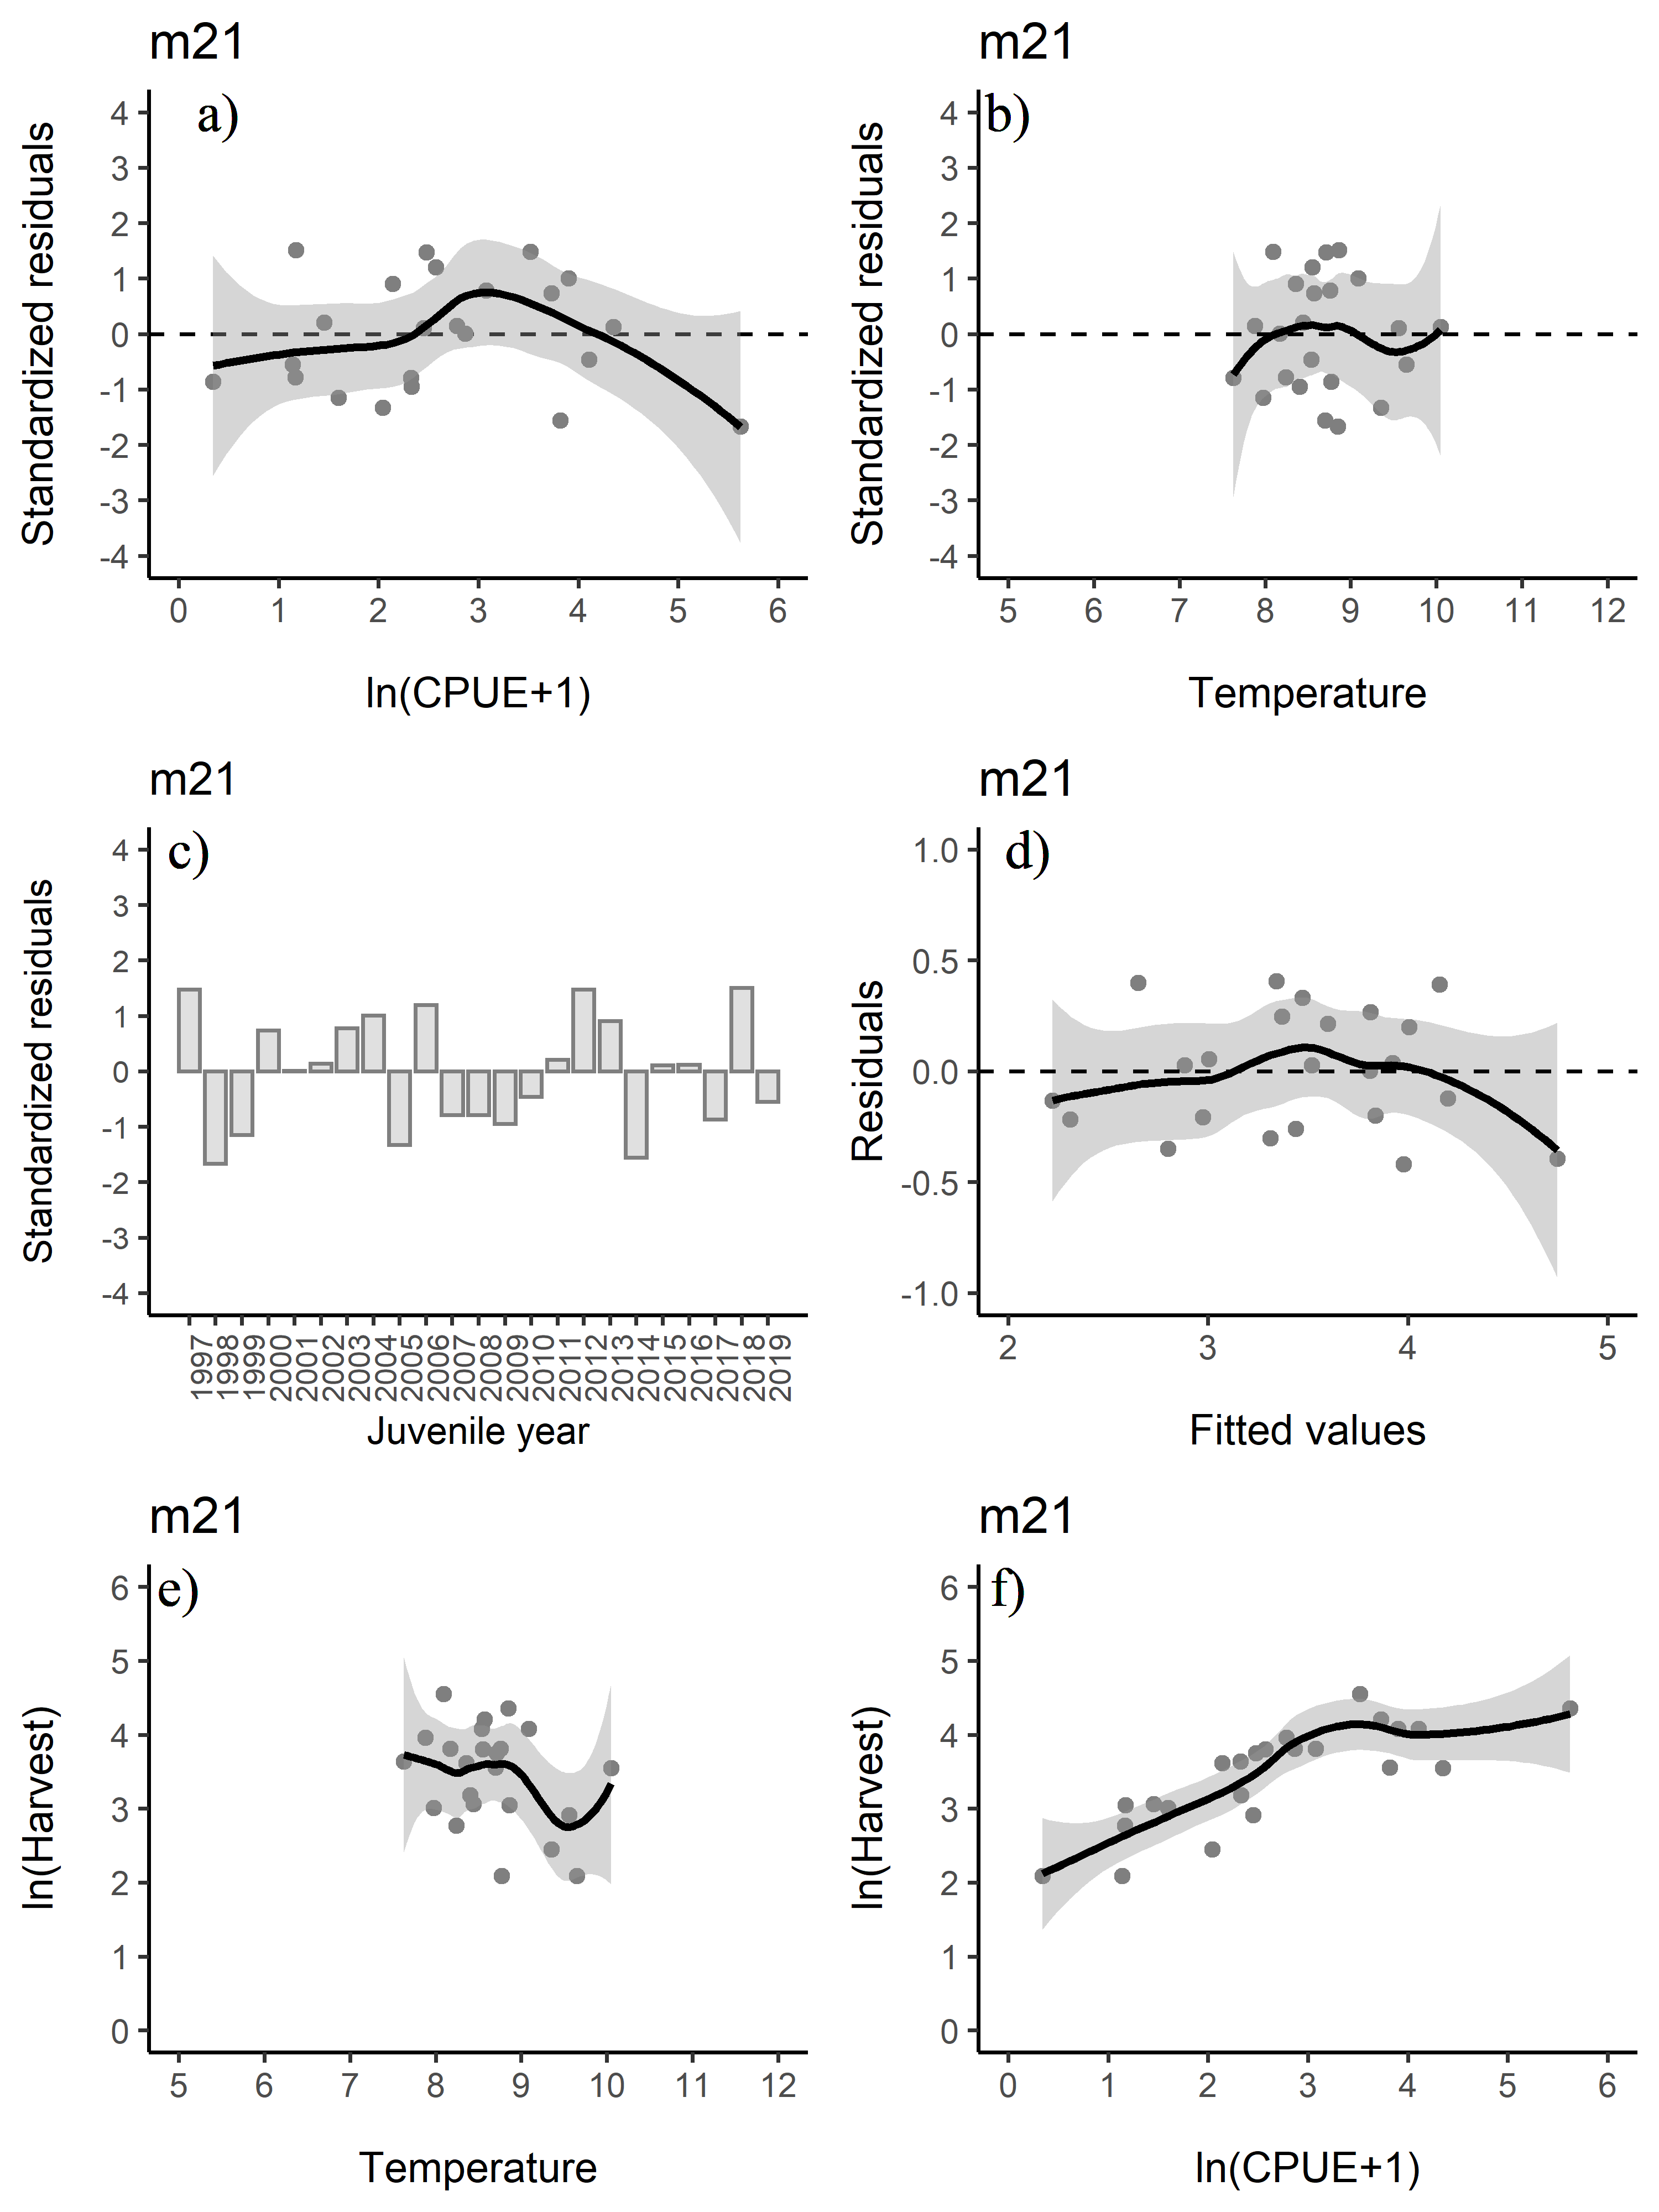 m21
a)
Standardized residuals
4
3
2
1
0
-1
-2
-3
-4
0 1 2 3 4 5 6
ln(CPUE+1)
m21
b)
Standardized residuals
4
3
2
1
0
-1
-2
-3
-4
5 6 7 8 9 10 11 12
Temperature
m21
c)
Standardized residuals
4
3
2
1
0
-1
-2
-3
-4
1997 1998 1999 2000 2001 2002 2003 2004 2005 2006 2007 2008 2009 2010 2011 2012 2013 2014 2015 2016 2017 2018 2019
Juvenile year
m21
d)
Residuals
1.0
0.5
0.0
-0.5
-1.0
2 3 4 5
Fitted values
m21
e)
ln(Harvest)
6
5
4
3
2
1
0
5 6 7 8 9 10 11 12
Temperature
m21
f)
ln(Harvest)
6
5
4
3
2
1
0
0 1 2 3 4 5 6
ln(CPUE+1)